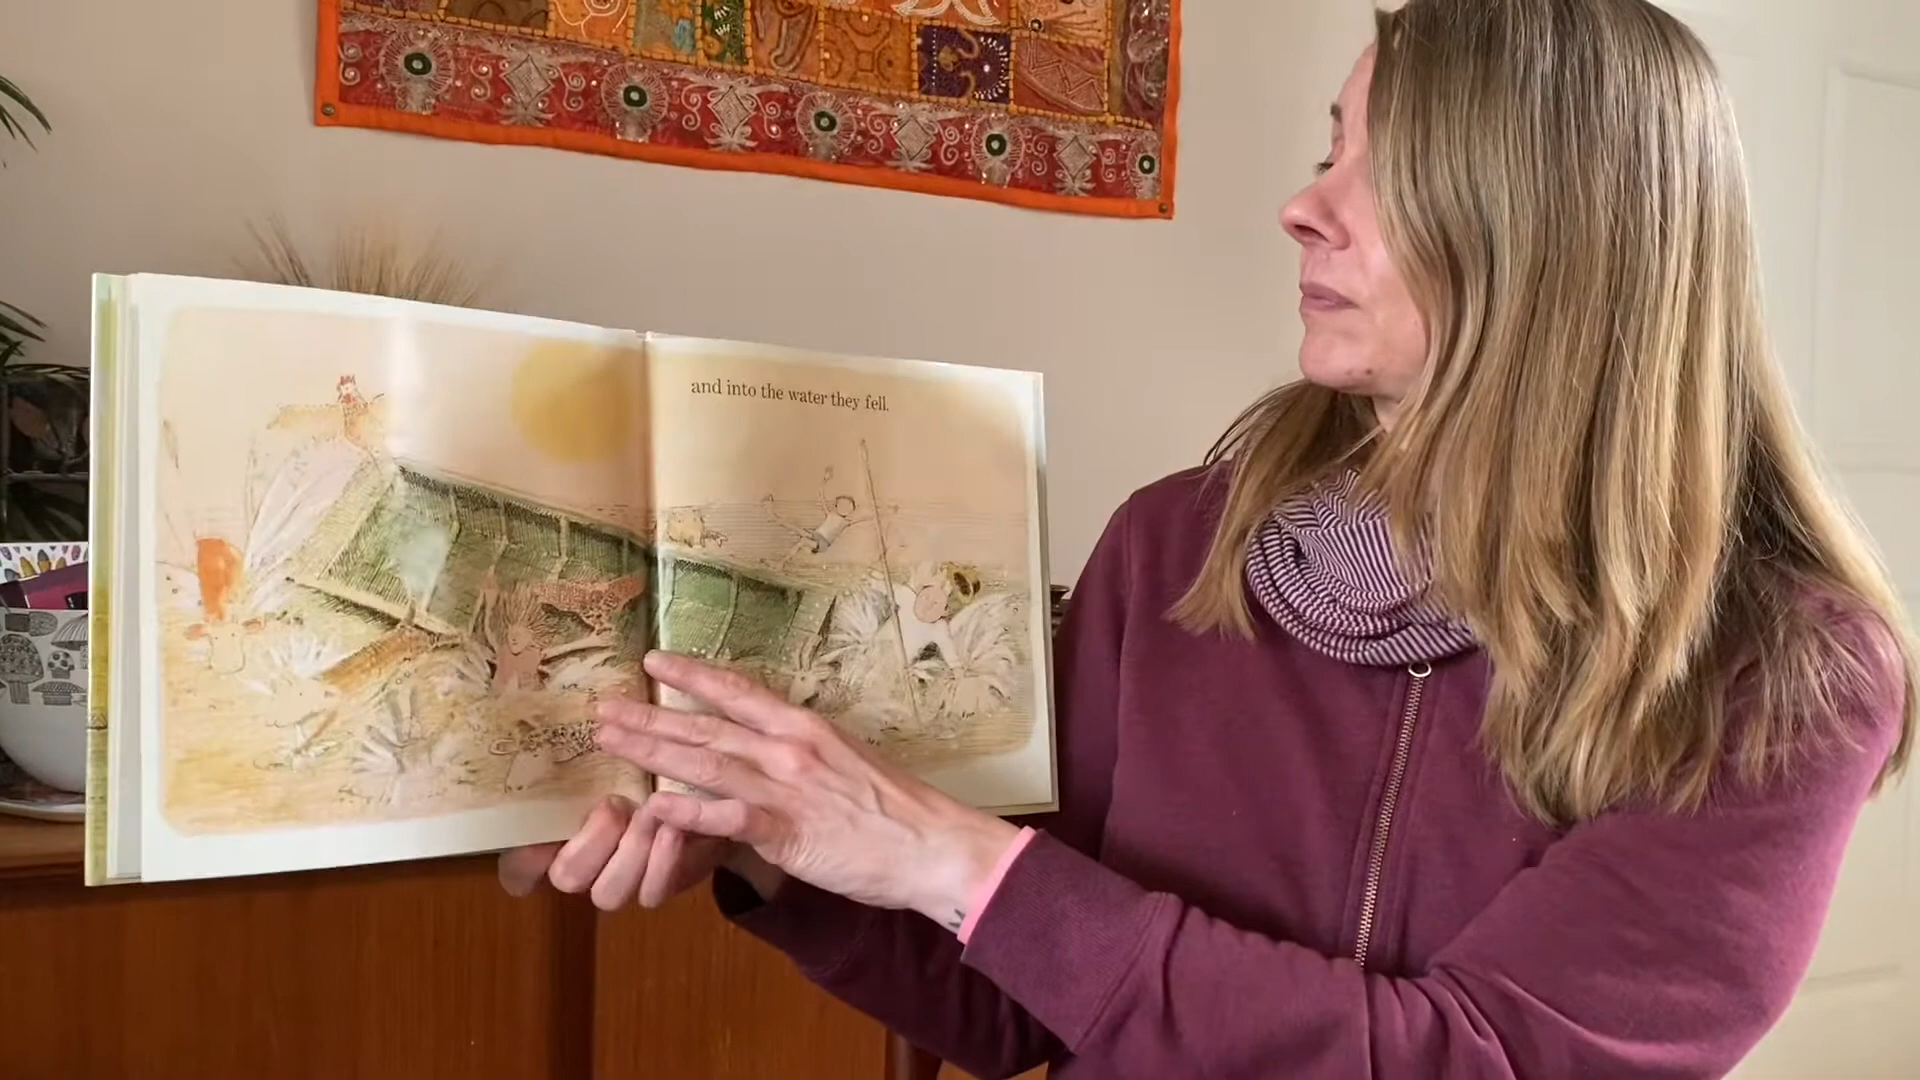 and into the water they fell.